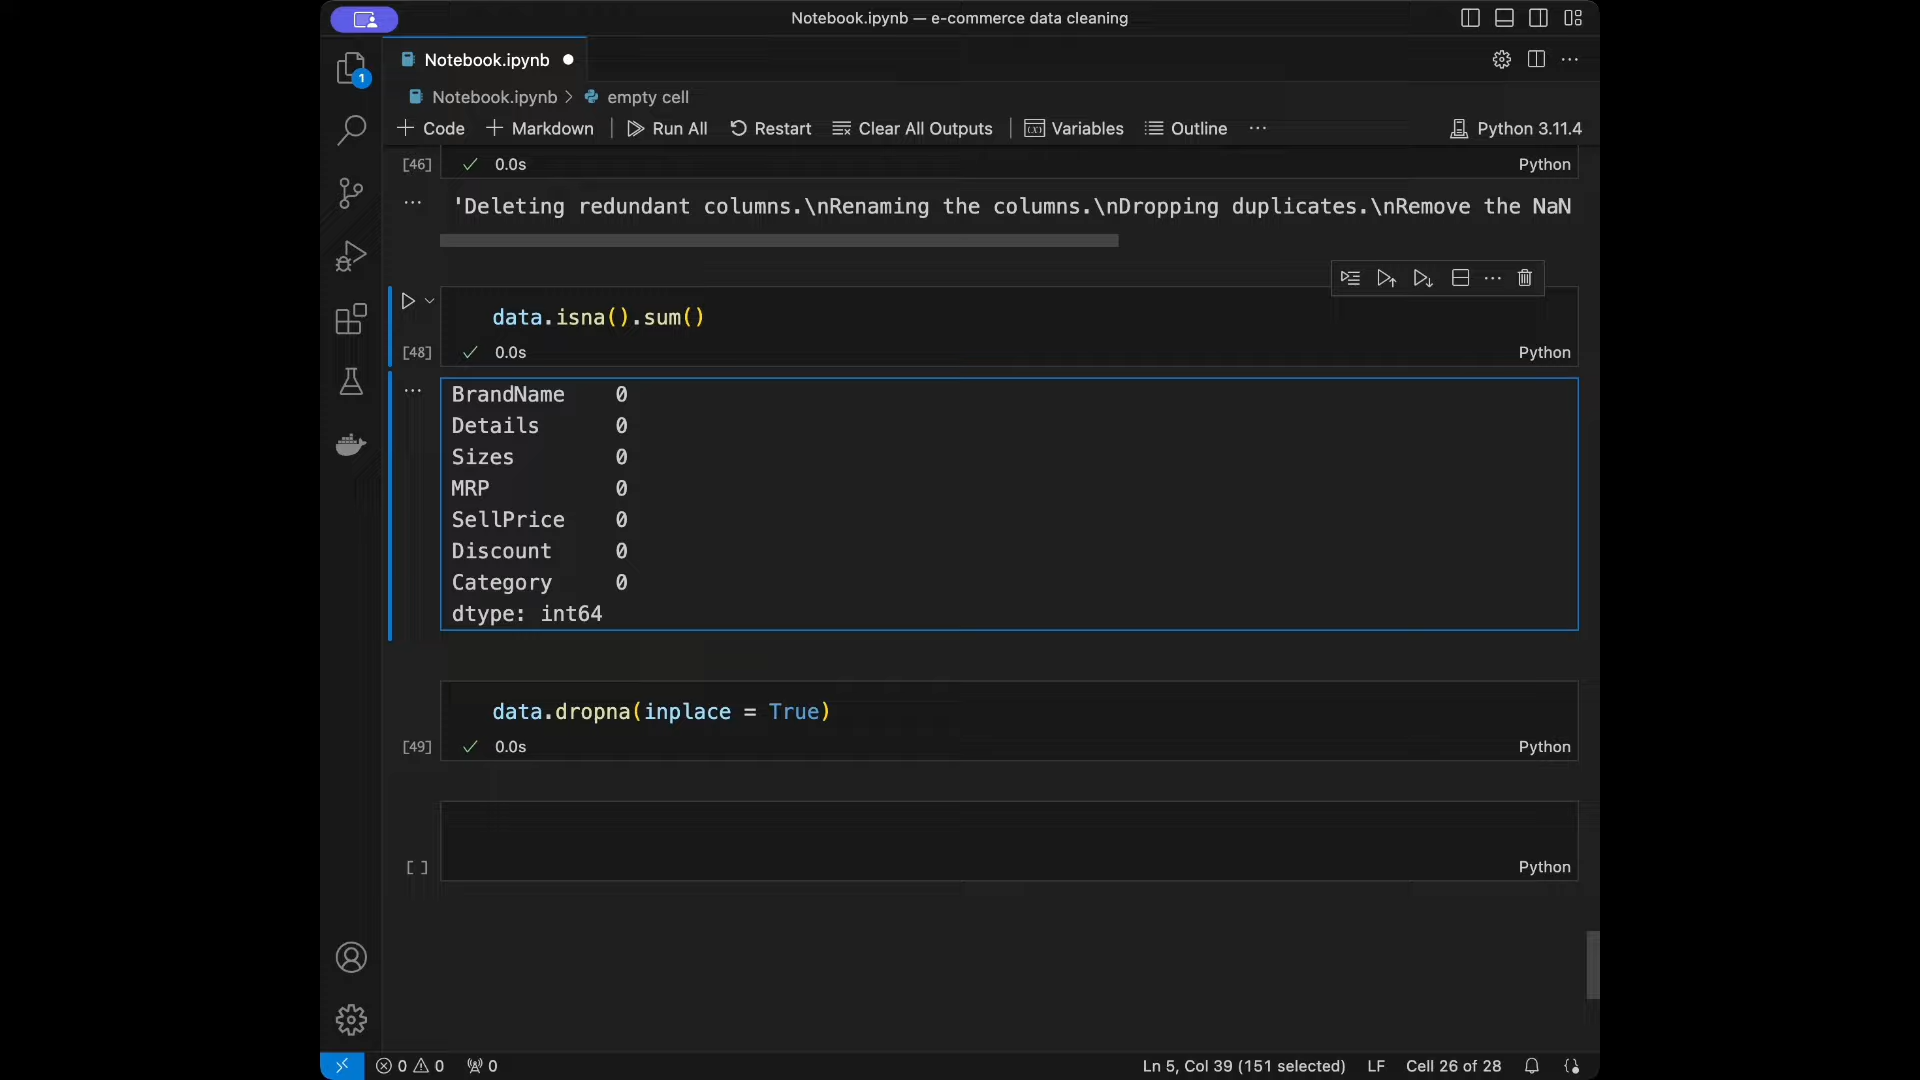 Notebook.ipynb — e-commerce data cleaning
Notebook.ipynb
1
Notebook.ipynb > empty cell
+ Code + Markdown Run All Restart Clear All Outputs Variables Outline ... Python 3.11.4
[46] 0.0s Python
... 'Deleting redundant columns.\nRenaming the columns.\nDropping duplicates.\nRemove the NaN
data.isna().sum()
[48] 0.0s Python
... BrandName 0
Details 0
Sizes 0
MRP 0
SellPrice 0
Discount 0
Category 0
dtype: int64
data.dropna(inplace = True)
[49] 0.0s Python
[ ] Python
0 0 0 Ln 5, Col 39 (151 selected) LF Cell 26 of 28